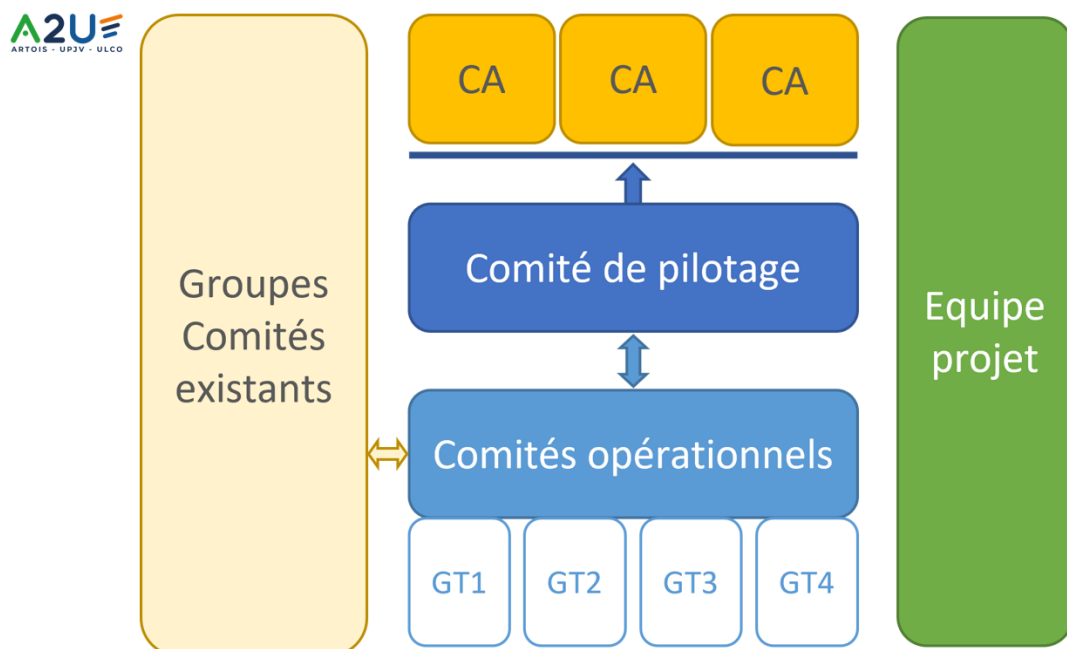 A2U
ARTOIS - UPJV - ULCO
CA
CA
CA
Comité de pilotage
Groupes
Comités
existants
Equipe
projet
Comités opérationnels
GT1
GT2
GT3
GT4